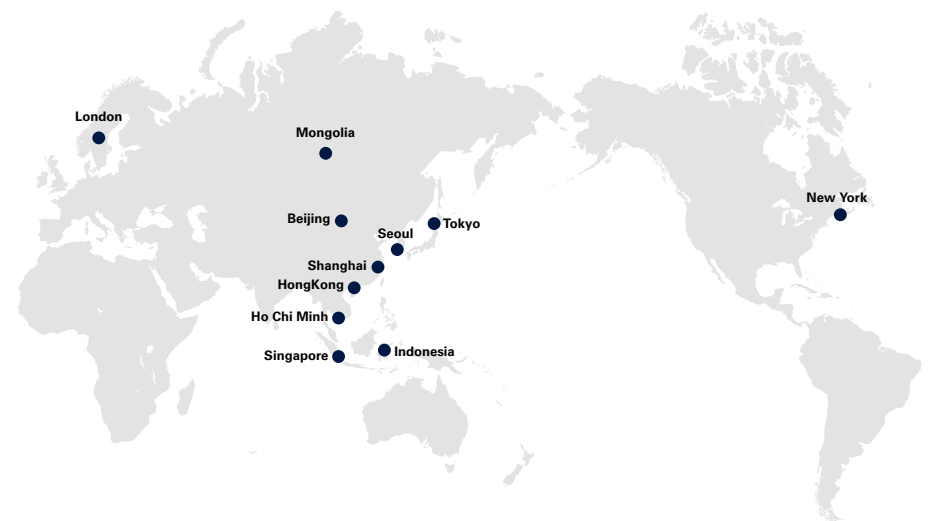 London
Mongolia
New York
Beijing
Tokyo
Seoul
Shanghai
HongKong
Ho Chi Minh
Indonesia
Singapore